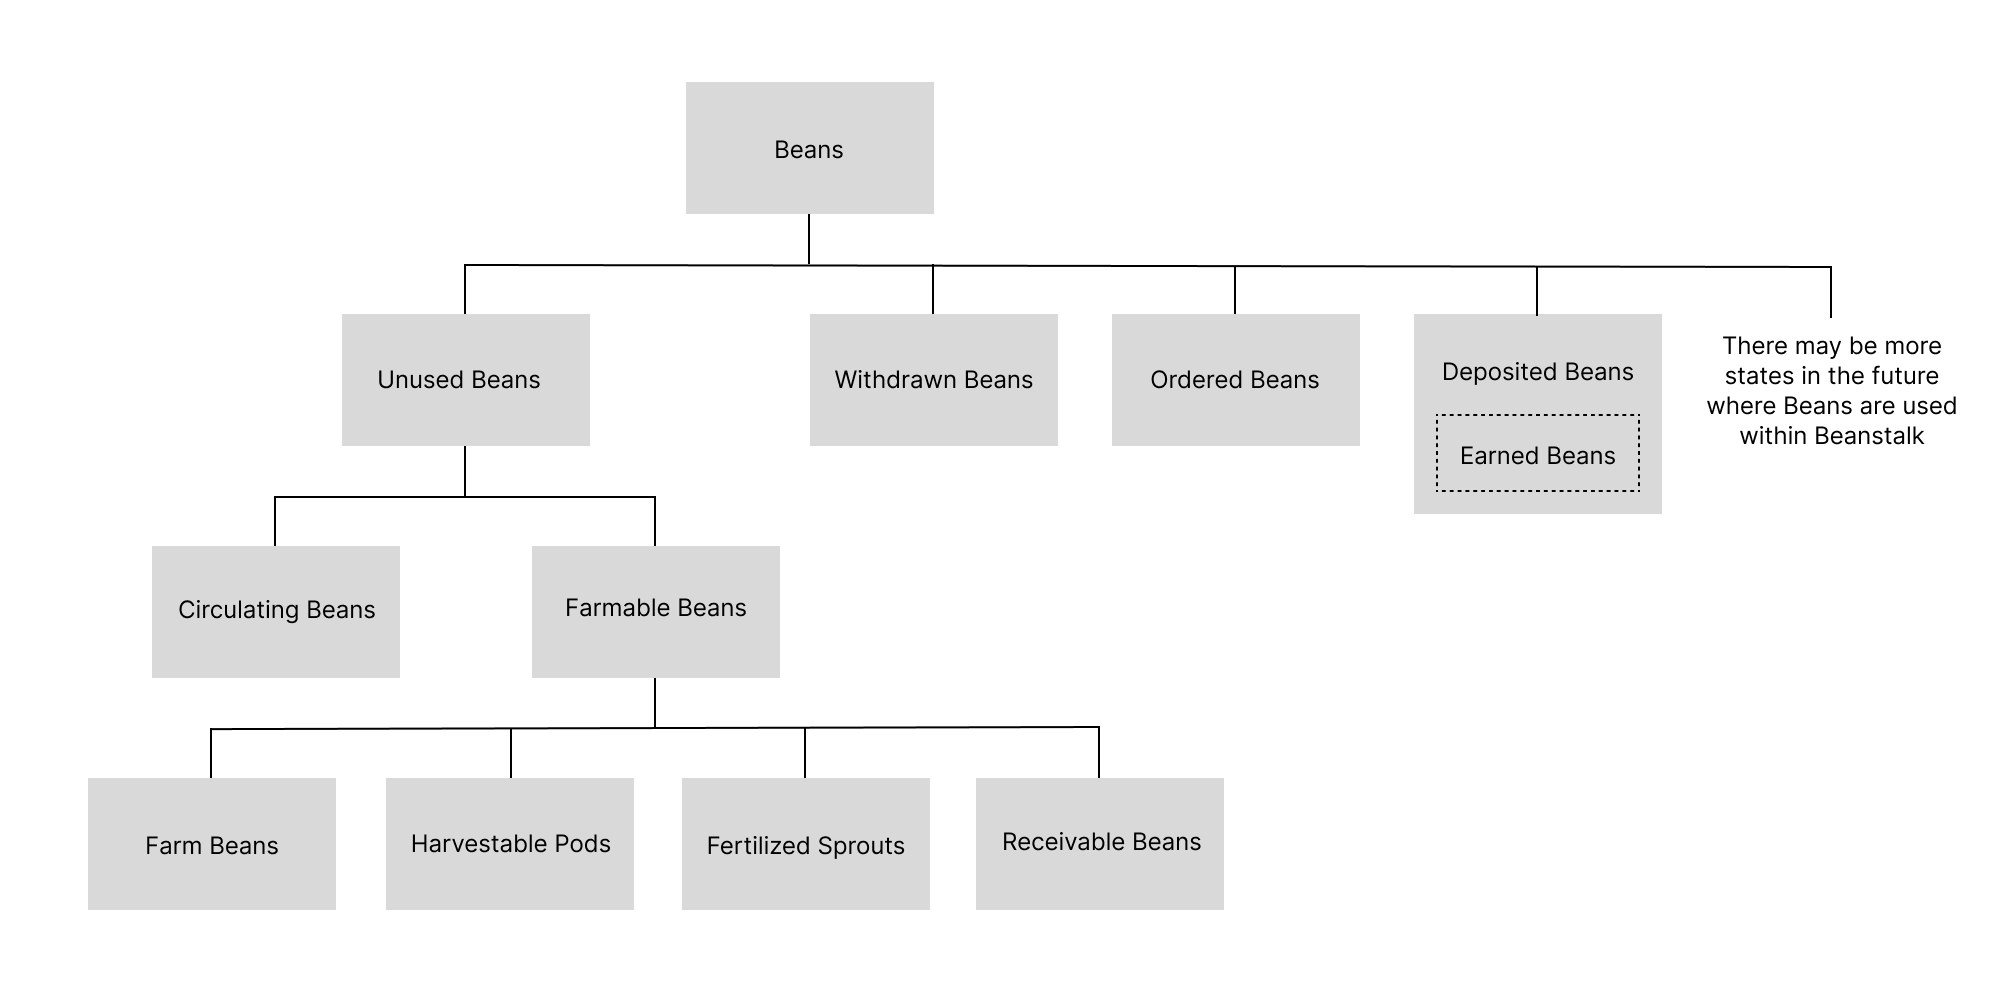 Beans
Unused Beans
Withdrawn Beans
Ordered Beans
Deposited Beans
Earned Beans
There may be more
states in the future
where Beans are used
within Beanstalk
Circulating Beans
Farmable Beans
Farm Beans
Harvestable Pods
Fertilized Sprouts
Receivable Beans